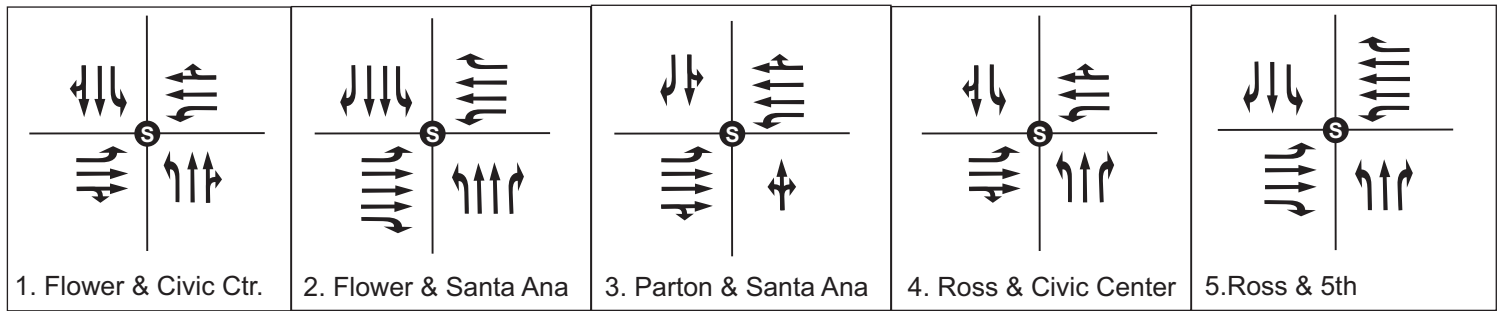 S
S
S
S
S
1. Flower & Civic Ctr.
2. Flower & Santa Ana
3. Parton & Santa Ana
4. Ross & Civic Center
5.Ross & 5th